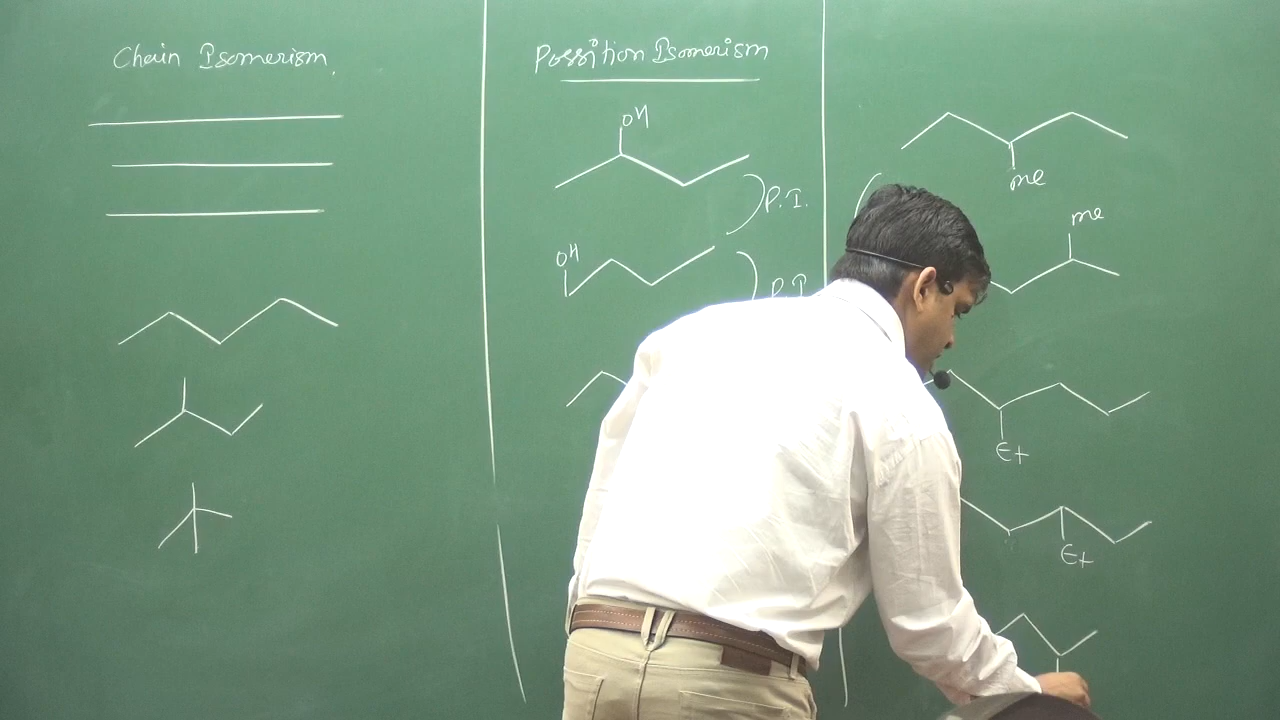 Chain Isomerism.
Possition Isomerism
OH
P.I.
OH
P.I
me
me
Et
Et